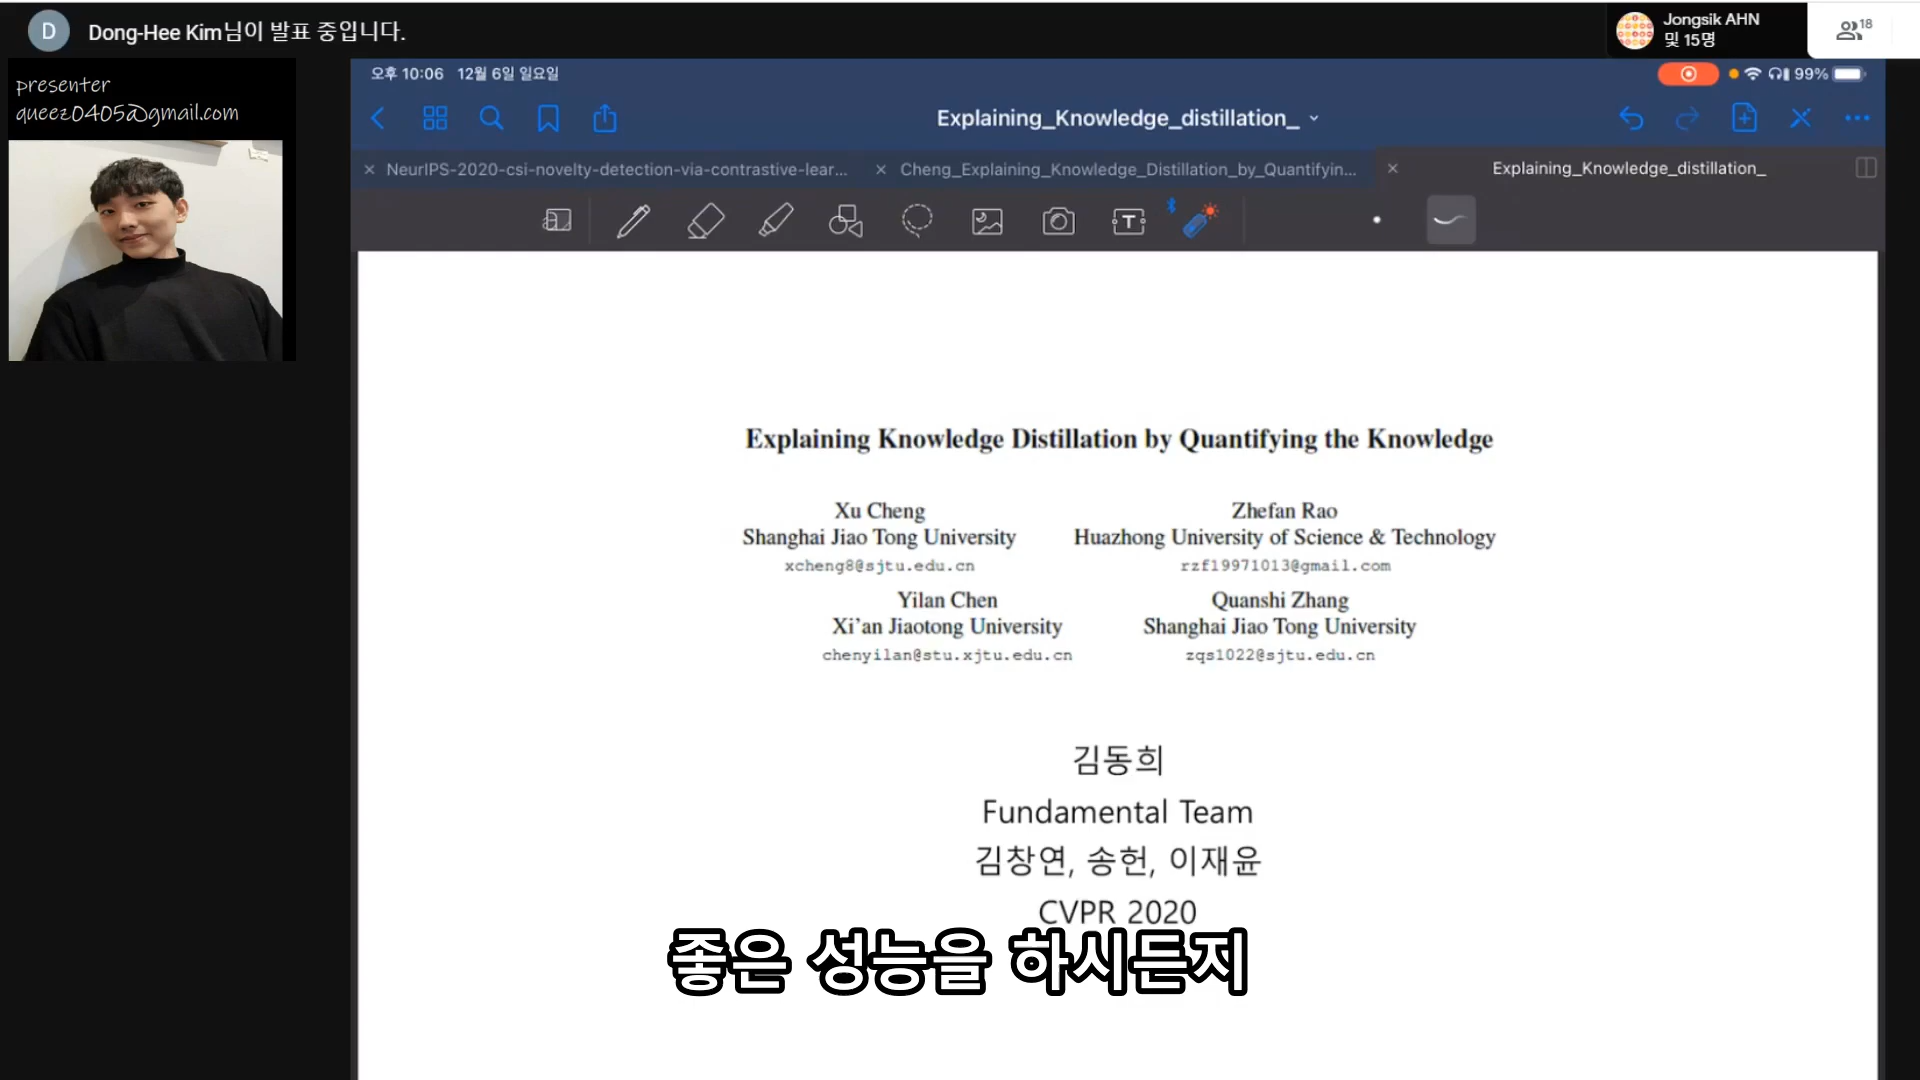 D
Dong-Hee Kim님이 발표 중입니다.
Jongsik AHN
및 15명
18
presenter
queez0405@gmail.com
오후 10:06 12월 6일 일요일
99%
Explaining_Knowledge_distillation_
NeurIPS-2020-csi-novelty-detection-via-contrastive-lear...
Cheng_Explaining_Knowledge_Distillation_by_Quantifyin...
Explaining_Knowledge_distillation_
T
Explaining Knowledge Distillation by Quantifying the Knowledge
Xu Cheng
Shanghai Jiao Tong University
xcheng8@sjtu.edu.cn
Zhefan Rao
Huazhong University of Science & Technology
rzf19971013@gmail.com
Yilan Chen
Xi'an Jiaotong University
chenyilan@stu.xjtu.edu.cn
Quanshi Zhang
Shanghai Jiao Tong University
zqs1022@sjtu.edu.cn
김동희
Fundamental Team
김창연, 송헌, 이재윤
CVPR 2020
좋은 성능을 하시든지